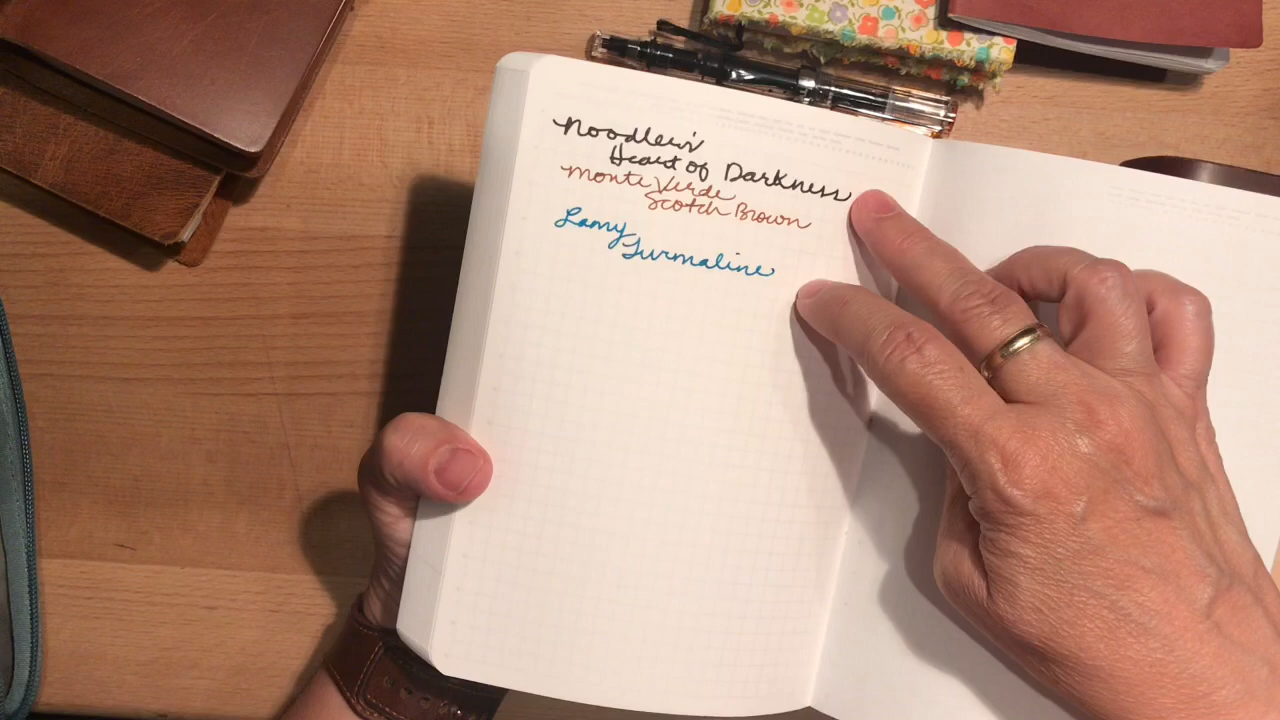 Noodler's
Heart of Darkness
Monte Verde
Scotch Brown
Lamy
Turmaline